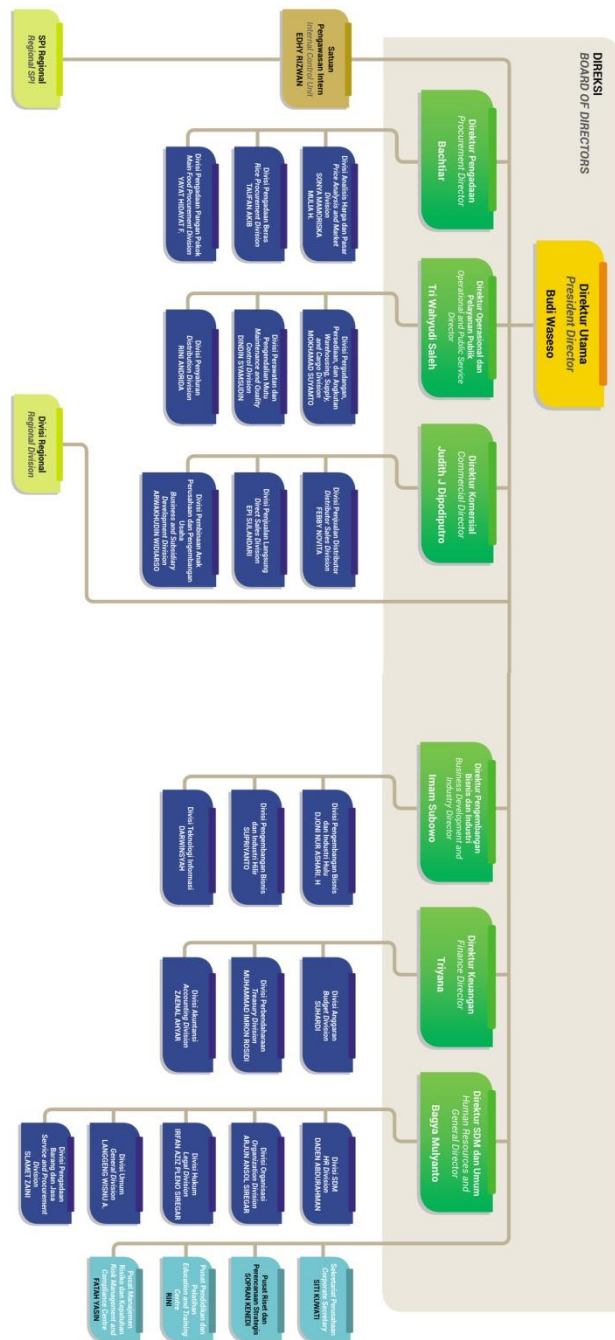 DIREKSI
BOARD OF DIRECTORS
Direktur Utama
President Director
Budi Waseso
Direktur Pengadaan
Procurement Director
Bachtiar
Direktur Operasional dan
Pelayanan Publik
Operational and Public Service
Director
Tri Wahyudi Saleh
Direktur Komersial
Commercial Director
Judith J Dipodiputro
Direktur Pengembangan
Bisnis dan Industri
Business Development and
Industry Director
Imam Subowo
Direktur Keuangan
Finance Director
Triyana
Direktur SDM dan Umum
Human Resources and
General Director
Bagya Mulyanto
Satuan
Pengawasan Intern
Internal Control Unit
EDHY RIZWAN
SPI Regional
Regional SPI
Divisi Analisis Harga dan Pasar
Price Analysis and Market
Division
SONYA MAMORISKA
MULIA H.
Divisi Pengadaan Beras
Rice Procurement Division
TAUFAN AKIB
Divisi Pengadaan Pangan Pokok
Main Food Procurement Division
YAYAT HIDAYAT F.
Divisi Pergudangan,
Persediaan, dan Angkutan
Warehousing, Supply,
and Cargo Division
MOKHAMAD SUYAMTO
Divisi Perawatan dan
Pengendalian Mutu
Maintenance and Quality
Control Division
DINDIN SYAMSUDIN
Divisi Penyaluran
Distribution Division
RINI ANDRIDA
Divisi Penjualan Distributor
Distributor Sales Division
FEBBY NOVITA
Divisi Penjualan Langsung
Direct Sales Division
EPI SULANDARI
Divisi Pembinaan Anak
Perusahaan dan Pengembangan
Usaha
Business and Subsidiary
Development Division
ARWAKHUDIN WIDIARSO
Divisi Regional
Regional Division
Divisi Pengembangan Bisnis
dan Industri Hulu
DJONI NUR ASHARI. H
Divisi Pengembangan Bisnis
dan Industri Hilir
SUPRIYANTO
Divisi Teknologi Informasi
DARWINSYAH
Divisi Anggaran
Budget Division
SUHARDI
Divisi Perbendaharaan
Treasury Division
MUHAMMAD IMRON ROSIDI
Divisi Akuntansi
Accounting Division
ZAENAL AHYAR
Divisi SDM
HR Division
DADEN ABDURAHMAN
Divisi Organisasi
Organization Division
ARJUN ANSOL SIREGAR
Divisi Hukum
Legal Division
IRFAN AZIZ PLENO SIREGAR
Divisi Umum
General Division
LANGGENG WISNU A.
Divisi Pengadaan
Barang dan Jasa
Service and Procurement
Division
SLAMET ZAINI
Sekretariat Perusahaan
Corporate Secretary
SITI KUWATI
Pusat Riset dan
Perencanaan Strategis
SOPRAN KENEDI
Pusat Pendidikan dan
Pelatihan
Education and Training
Centre
RINI
Pusat Manajemen
Risiko dan Kepatuhan
Risk Management and
Compliance Centre
FATAH YASIN